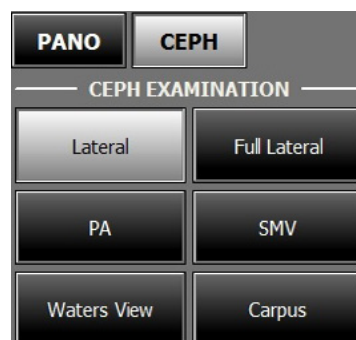 PANO CEPH
CEPH EXAMINATION
Lateral Full Lateral
PA SMV
Waters View Carpus